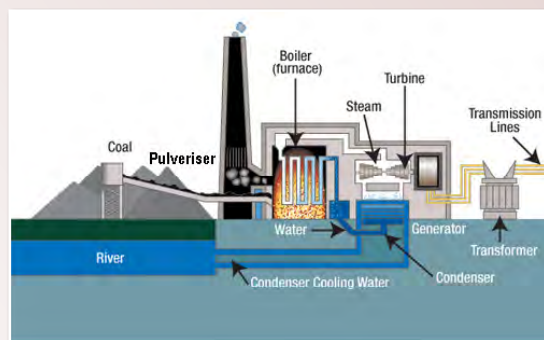 Boiler
(furnace)
Turbine
Steam
Transmission
Lines
Coal
Pulveriser
Water
Generator
Transformer
River
Condenser
Condenser Cooling Water